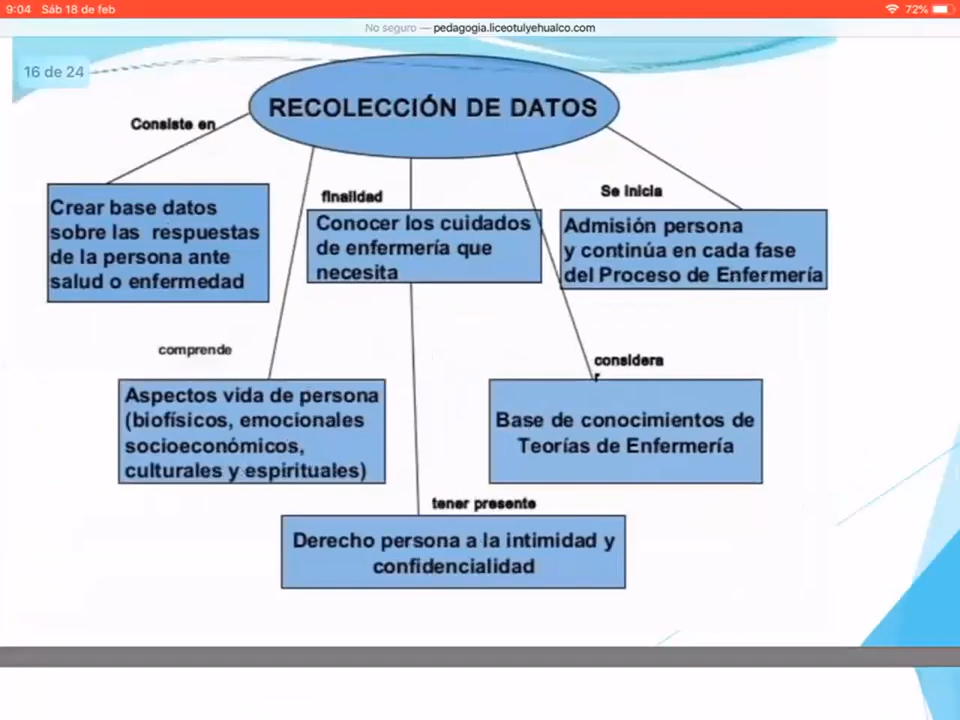 9:04 Sáb 18 de feb
72%
No seguro — pedagogia.liceotulyehualco.com
16 de 24
RECOLECCIÓN DE DATOS
Consiste en
Crear base datos
sobre las respuestas
de la persona ante
salud o enfermedad
finalidad
Conocer los cuidados
de enfermería que
necesita
Se inicia
Admisión persona
y continúa en cada fase
del Proceso de Enfermería
comprende
Aspectos vida de persona
(biofísicos, emocionales
socioeconómicos,
culturales y espirituales)
considera
r
Base de conocimientos de
Teorías de Enfermería
tener presente
Derecho persona a la intimidad y
confidencialidad